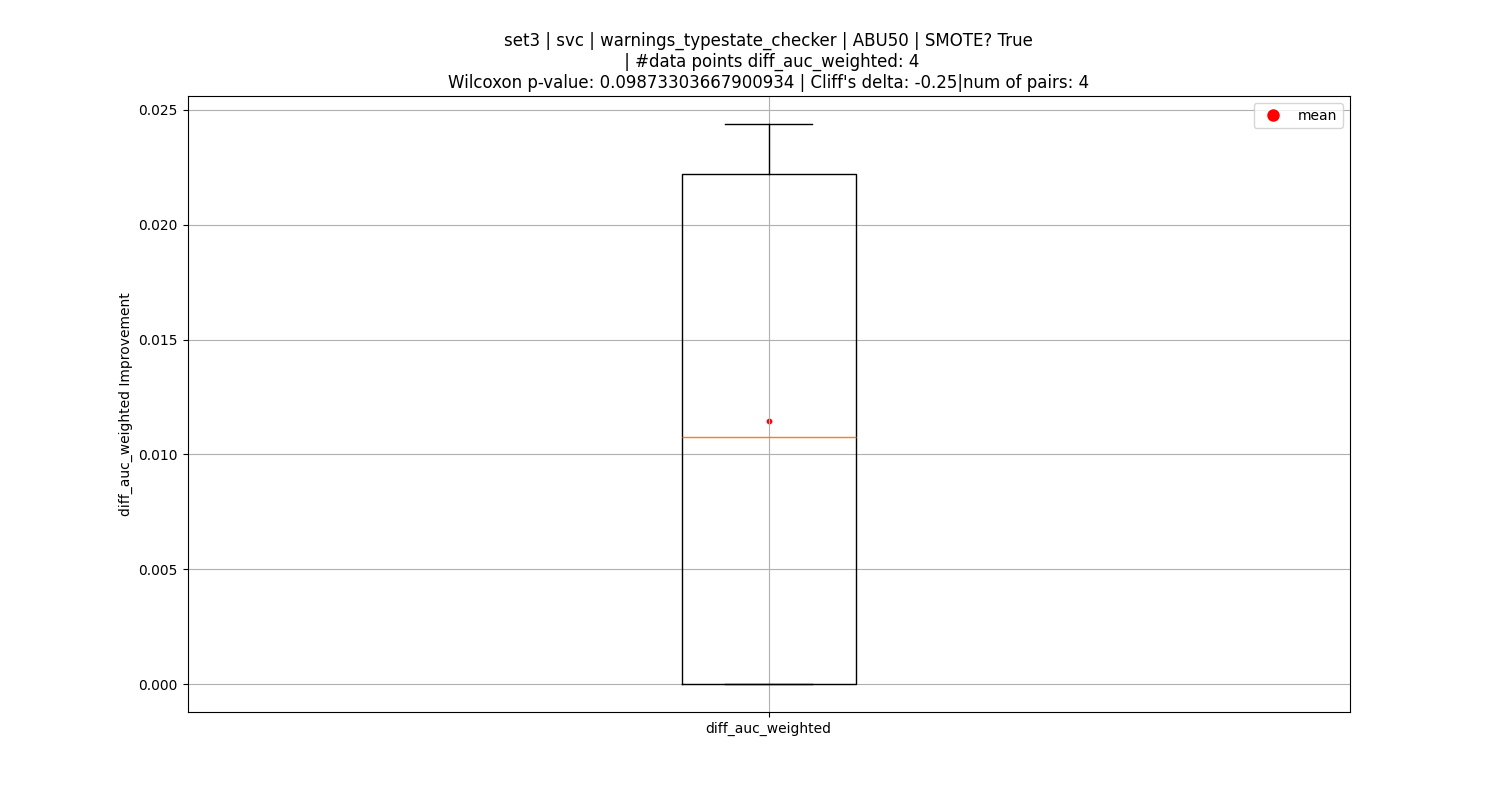 set3 | svc | warnings_typestate_checker | ABU50 | SMOTE? True
| #data points diff_auc_weighted: 4
Wilcoxon p-value: 0.09873303667900934 | Cliff's delta: -0.25|num of pairs: 4
mean
0.025
0.020
0.015
0.010
0.005
0.000
diff_auc_weighted Improvement
diff_auc_weighted